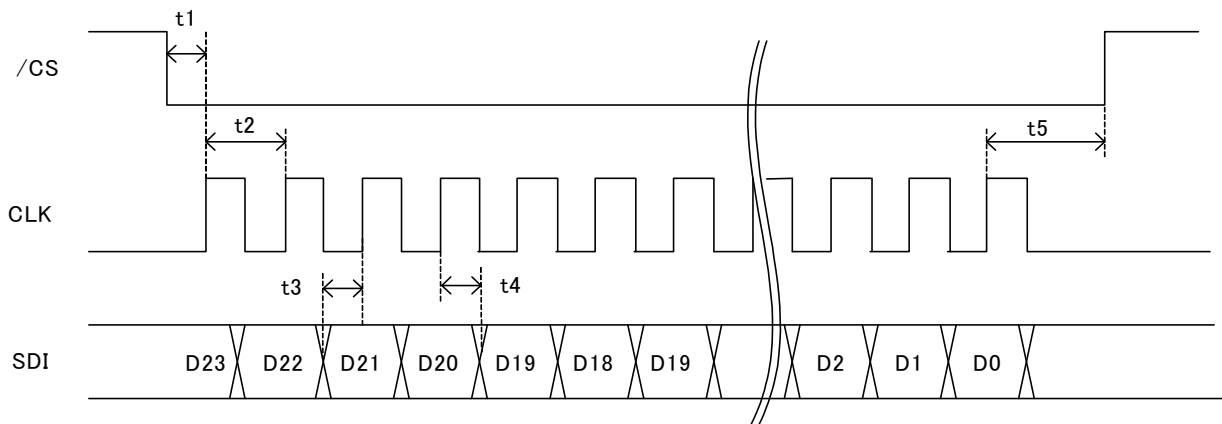 t1
/CS
t2
t5
CLK
t3
t4
SDI
D23 D22 D21 D20 D19 D18 D19 D2 D1 D0